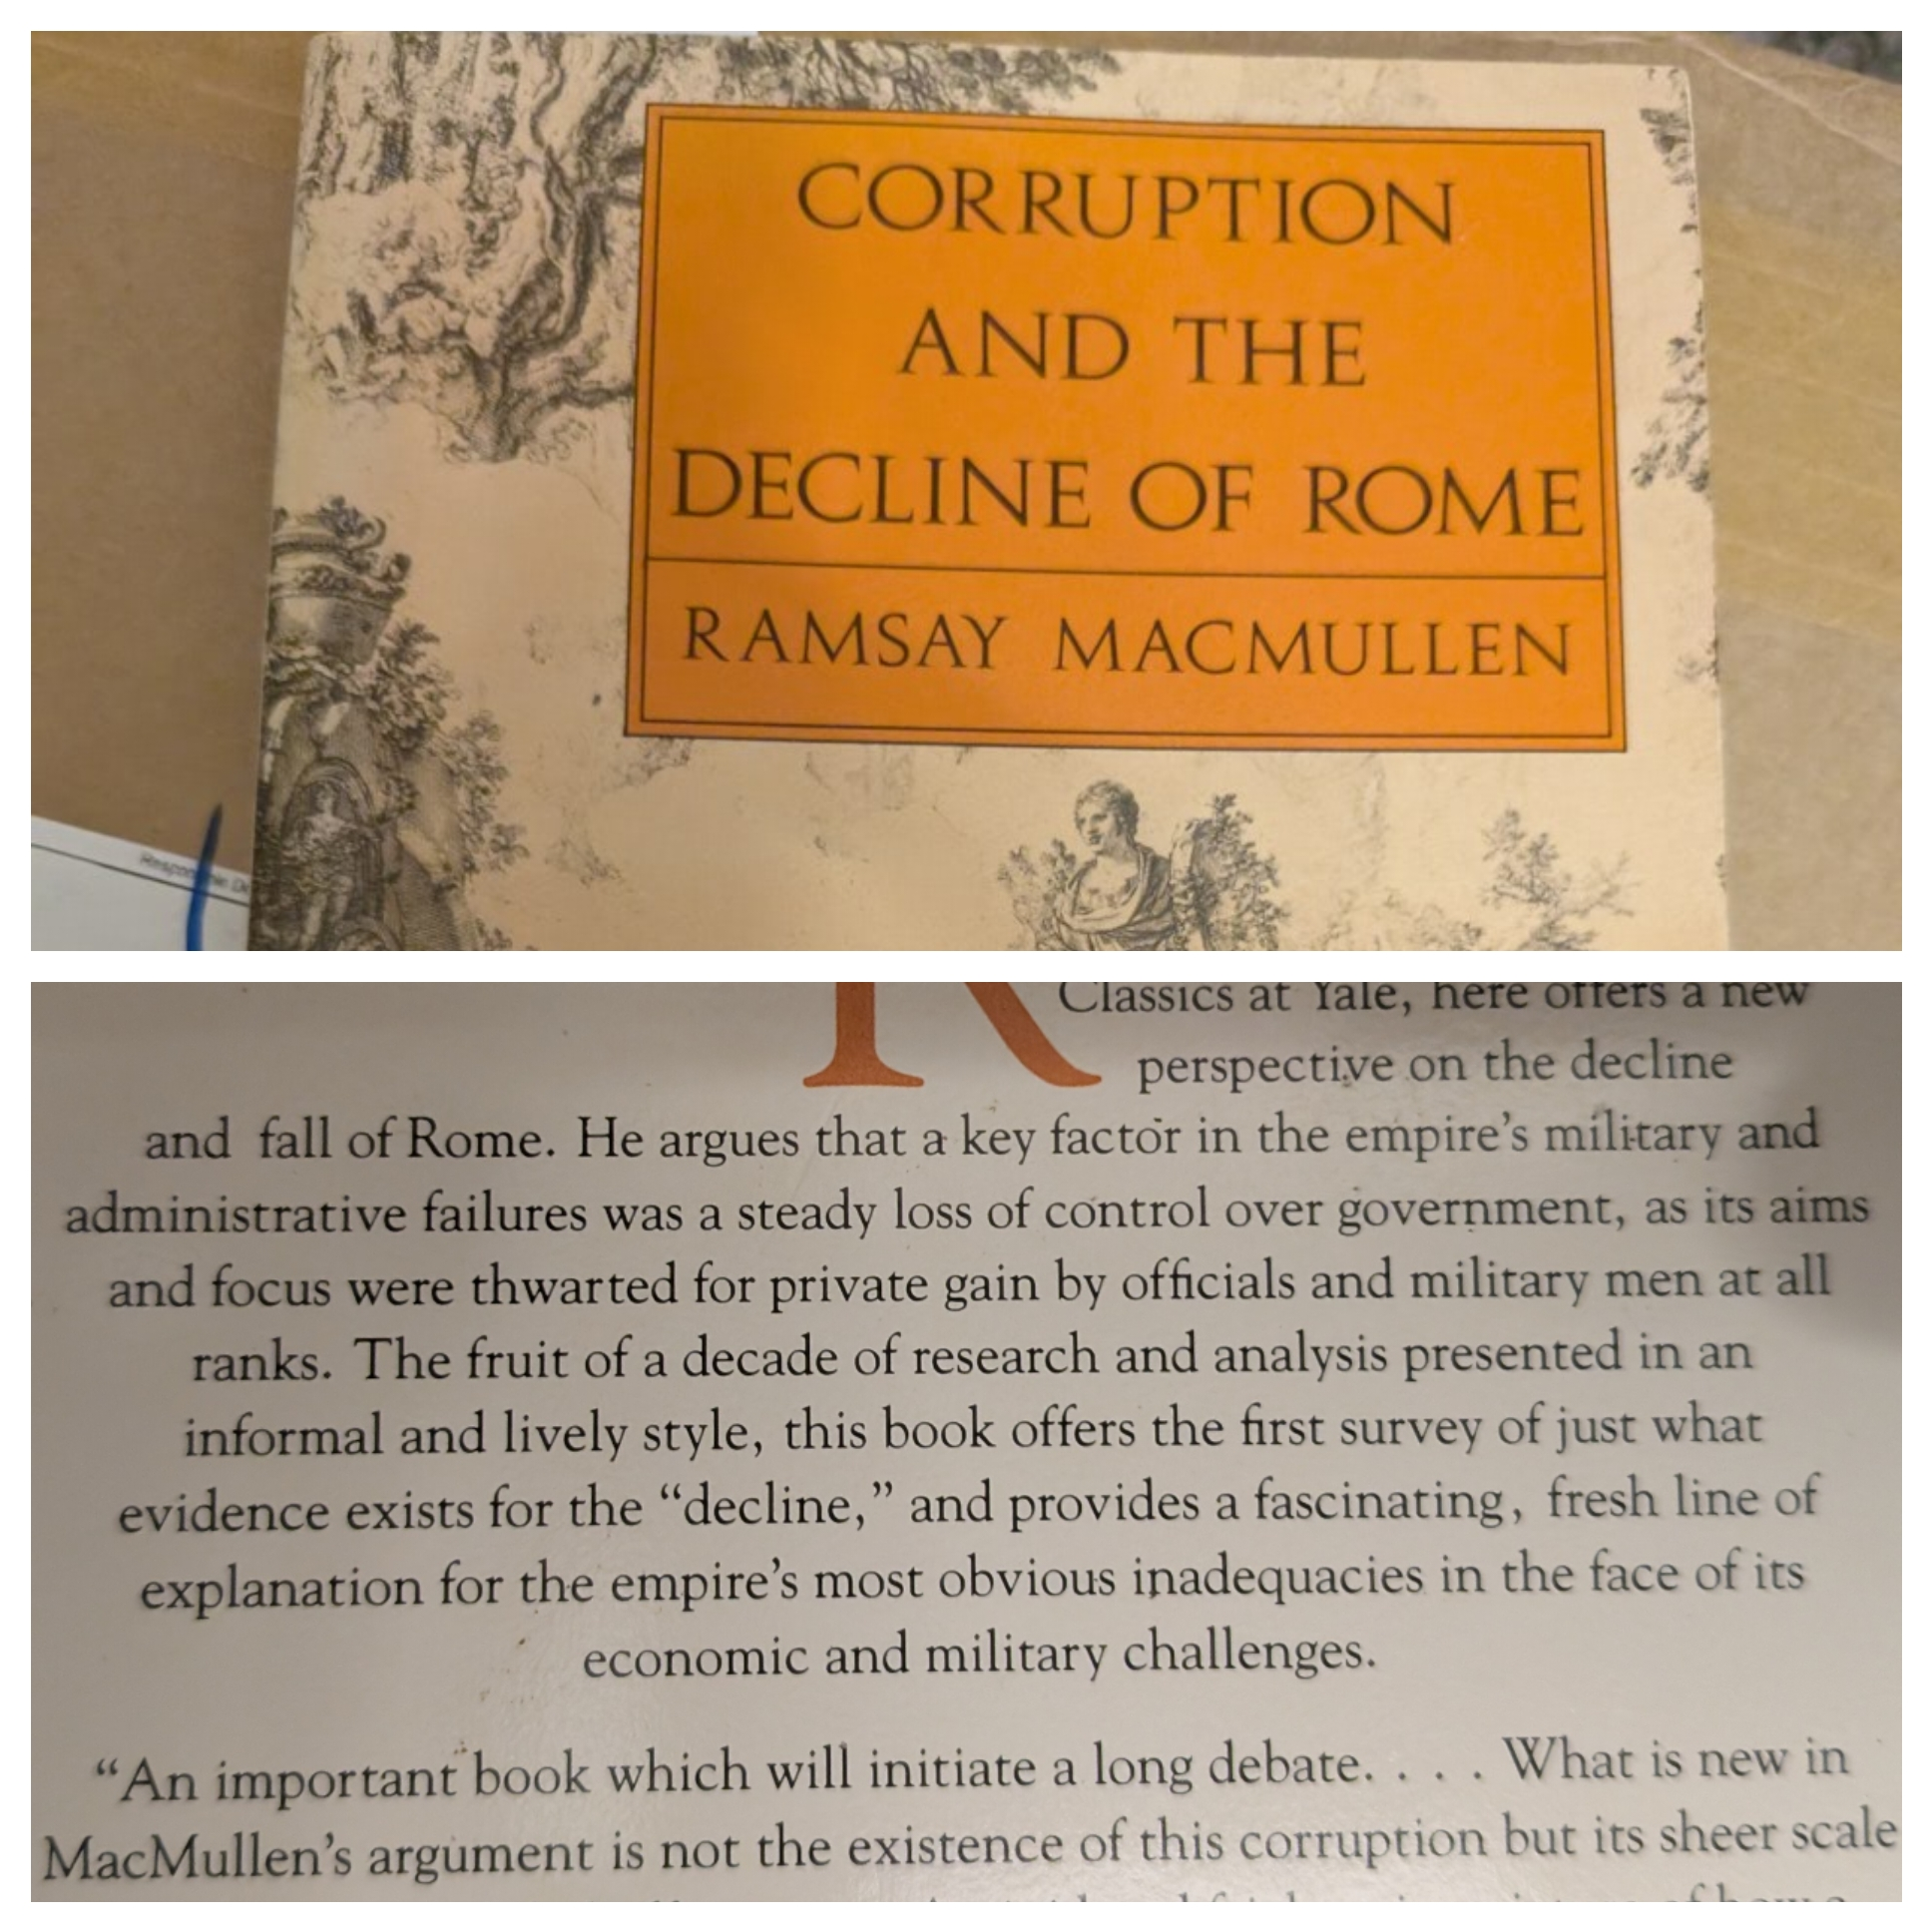 CORRUPTION
AND THE
DECLINE OF ROME
RAMSAY MACMULLEN
R
Classics at Yale, here offers a new
perspective on the decline
and fall of Rome. He argues that a key factor in the empire's military and
administrative failures was a steady loss of control over government, as its aims
and focus were thwarted for private gain by officials and military men at all
ranks. The fruit of a decade of research and analysis presented in an
informal and lively style, this book offers the first survey of just what
evidence exists for the “decline,” and provides a fascinating, fresh line of
explanation for the empire's most obvious inadequacies in the face of its
economic and military challenges.
“An important book which will initiate a long debate. . . . What is new in
MacMullen's argument is not the existence of this corruption but its sheer scale